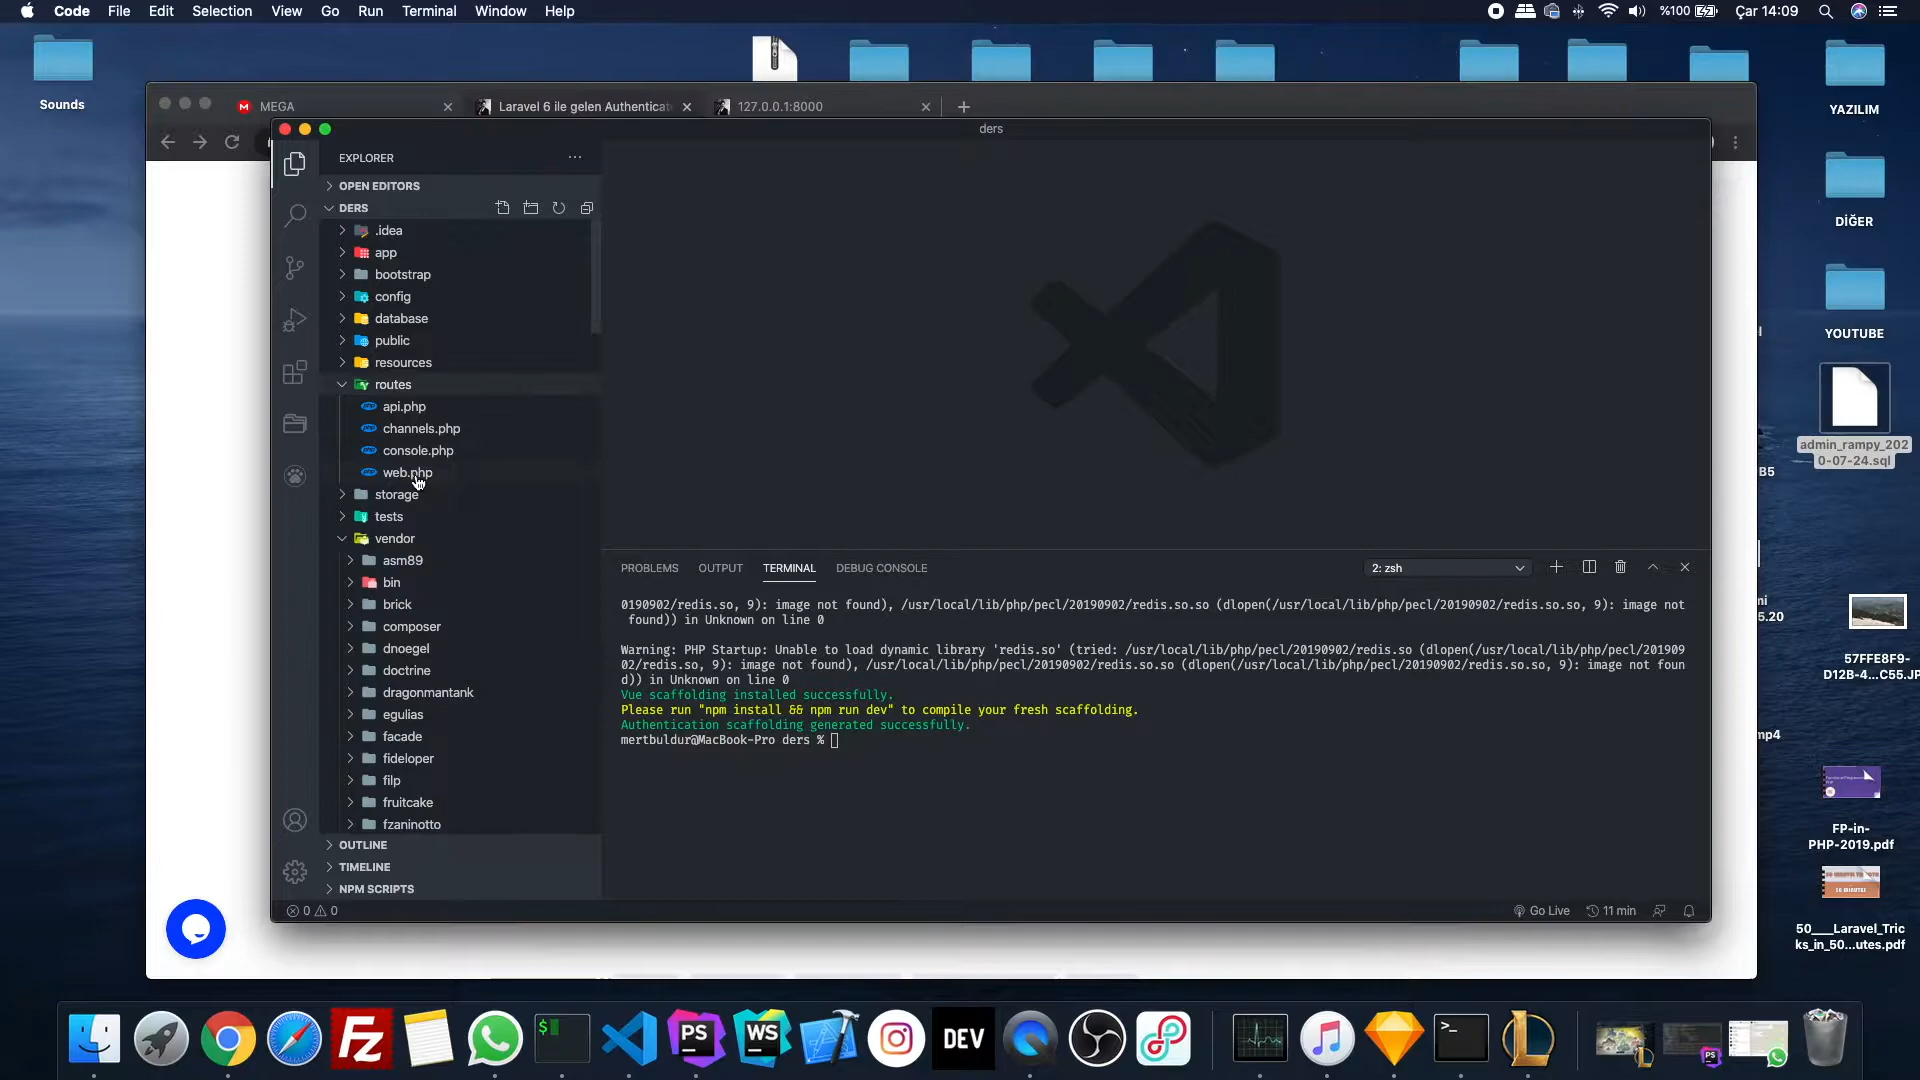 Code File Edit Selection View Go Run Terminal Window Help
%100 Çar 14:09
Sounds
YAZILIM
DİĞER
YOUTUBE
admin_rampy_202
0-07-24.sql
MEGA
Laravel 6 ile gelen Authenticat
127.0.0.1:8000
ders
EXPLORER
OPEN EDITORS
DERS
.idea
app
bootstrap
config
database
public
resources
routes
api.php
channels.php
console.php
web.php
storage
tests
vendor
asm89
bin
brick
composer
dnoegel
doctrine
dragonmantank
egulias
facade
fideloper
filp
fruitcake
fzaninotto
OUTLINE
TIMELINE
NPM SCRIPTS
0 0
PROBLEMS OUTPUT TERMINAL DEBUG CONSOLE
2: zsh
0190902/redis.so, 9): image not found), /usr/local/lib/php/pecl/20190902/redis.so.so (dlopen(/usr/local/lib/php/pecl/20190902/redis.so.so, 9): image not
found)) in Unknown on line 0
Warning: PHP Startup: Unable to load dynamic library 'redis.so' (tried: /usr/local/lib/php/pecl/20190902/redis.so (dlopen(/usr/local/lib/php/pecl/201909
02/redis.so, 9): image not found), /usr/local/lib/php/pecl/20190902/redis.so.so (dlopen(/usr/local/lib/php/pecl/20190902/redis.so.so, 9): image not foun
d)) in Unknown on line 0
Vue scaffolding installed successfully.
Please run "npm install && npm run dev" to compile your fresh scaffolding.
Authentication scaffolding generated successfully.
mertbuldur@MacBook-Pro ders %
Go Live 11 min
B5
5.20
mp4
57FFE8F9-
D12B-4...C55.JP
FP-in-
PHP-2019.pdf
50___Laravel_Tric
ks_in_50...utes.pdf
Fz
$
PS
WS
DEV
>_
PS